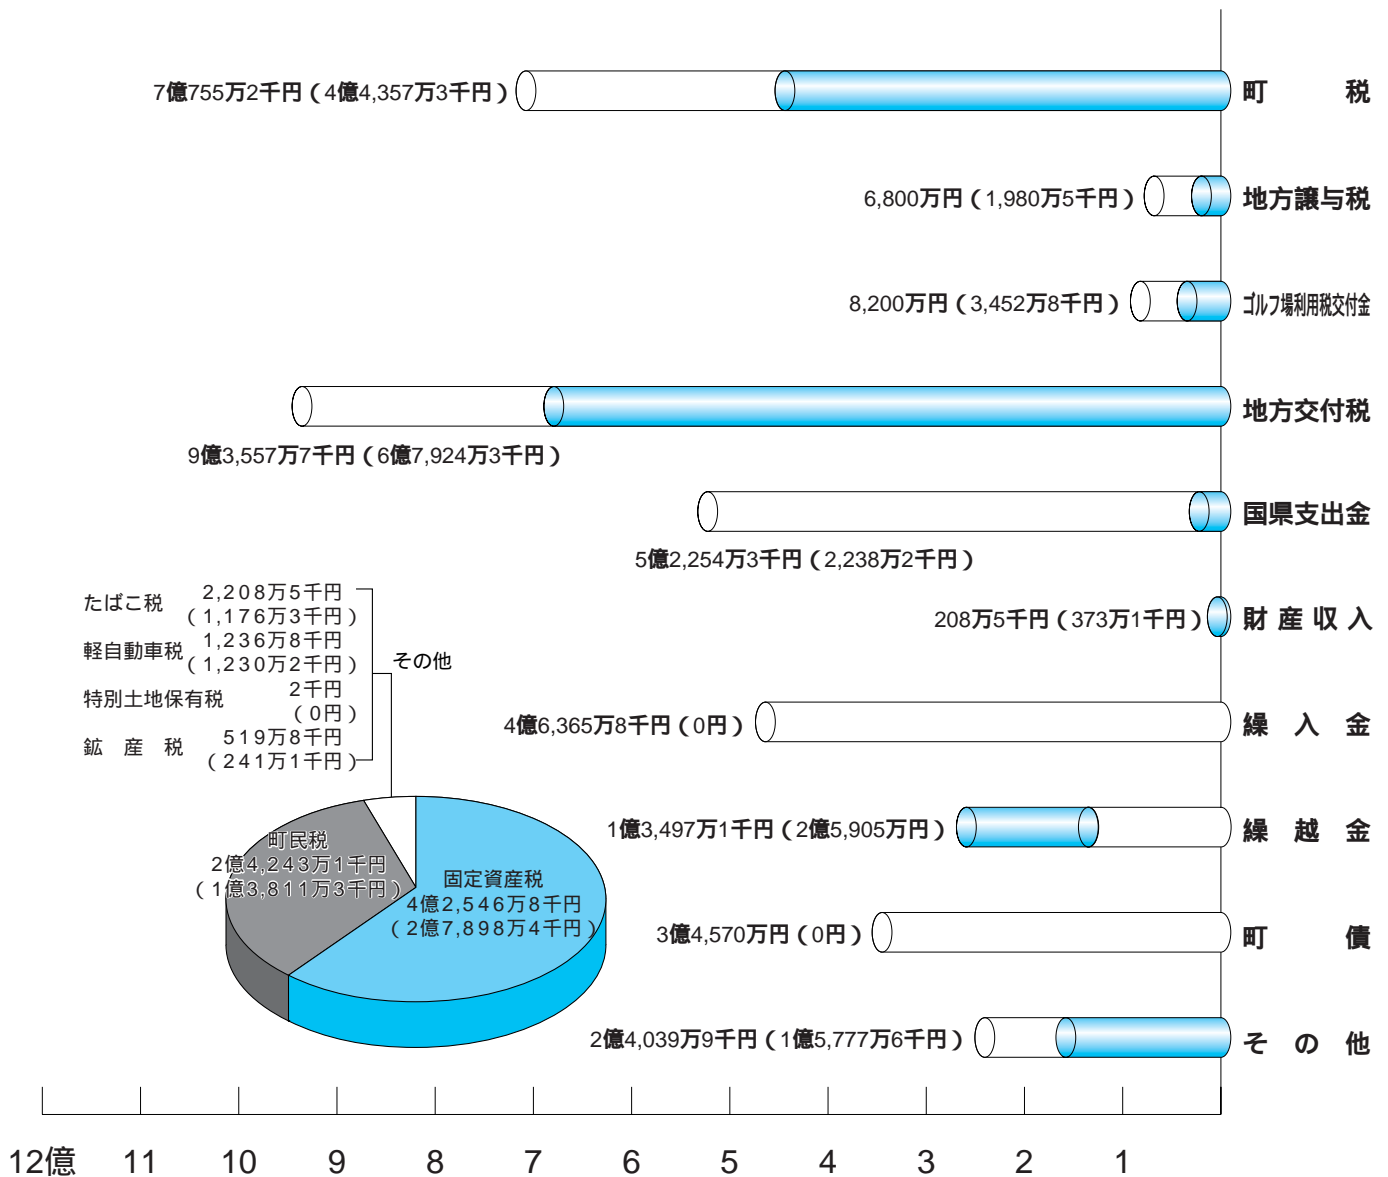 7億755万2千円（4億4,357万3千円） 町 税
6,800万円（1,980万5千円） 地方譲与税
8,200万円（3,452万8千円） ゴルフ場利用税交付金
地方交付税
9億3,557万7千円（6億7,924万3千円）
国県支出金
5億2,254万3千円（2,238万2千円）
208万5千円（373万1千円） 財産収入
4億6,365万8千円（0円） 繰入金
1億3,497万1千円（2億5,905万円） 繰越金
3億4,570万円（0円） 町 債
2億4,039万9千円（1億5,777万6千円） その他
たばこ税 2,208万5千円
（1,176万3千円）
軽自動車税 1,236万8千円
（1,230万2千円）
特別土地保有税 2千円
（0円）
鉱産税 519万8千円
（241万1千円）
その他
町民税
2億4,243万1千円
（1億3,811万3千円）
固定資産税
4億2,546万8千円
（2億7,898万4千円）
12億 11 10 9 8 7 6 5 4 3 2 1